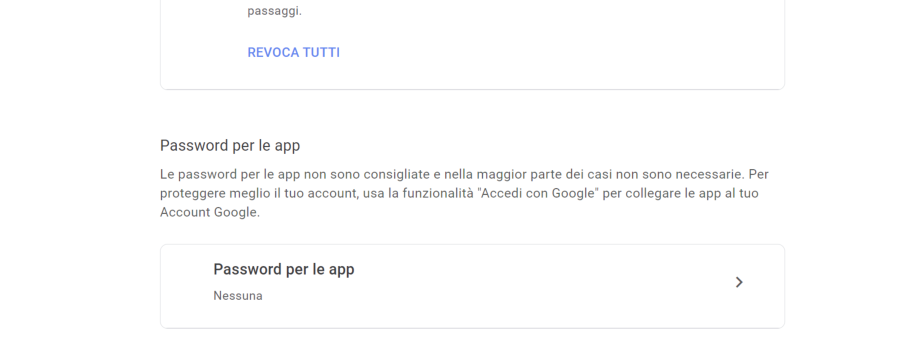 passaggi.
REVOCA TUTTI
Password per le app
Le password per le app non sono consigliate e nella maggior parte dei casi non sono necessarie. Per
proteggere meglio il tuo account, usa la funzionalità "Accedi con Google" per collegare le app al tuo
Account Google.
Password per le app
Nessuna